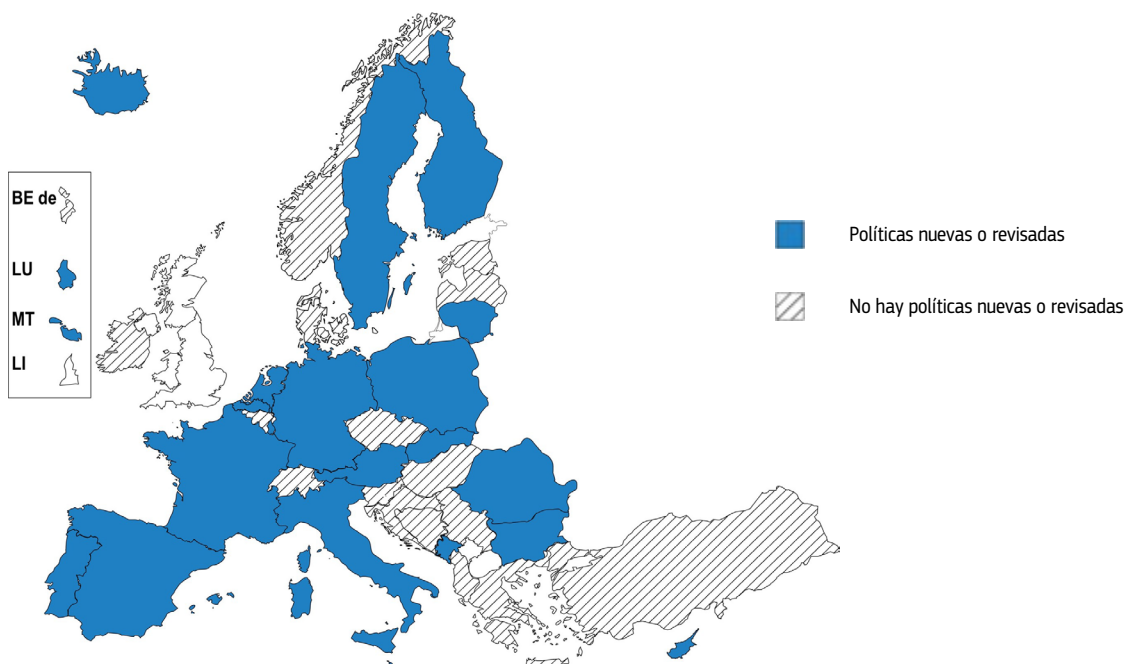 BE de
LU
MT
LI
Políticas nuevas o revisadas
No hay políticas nuevas o revisadas